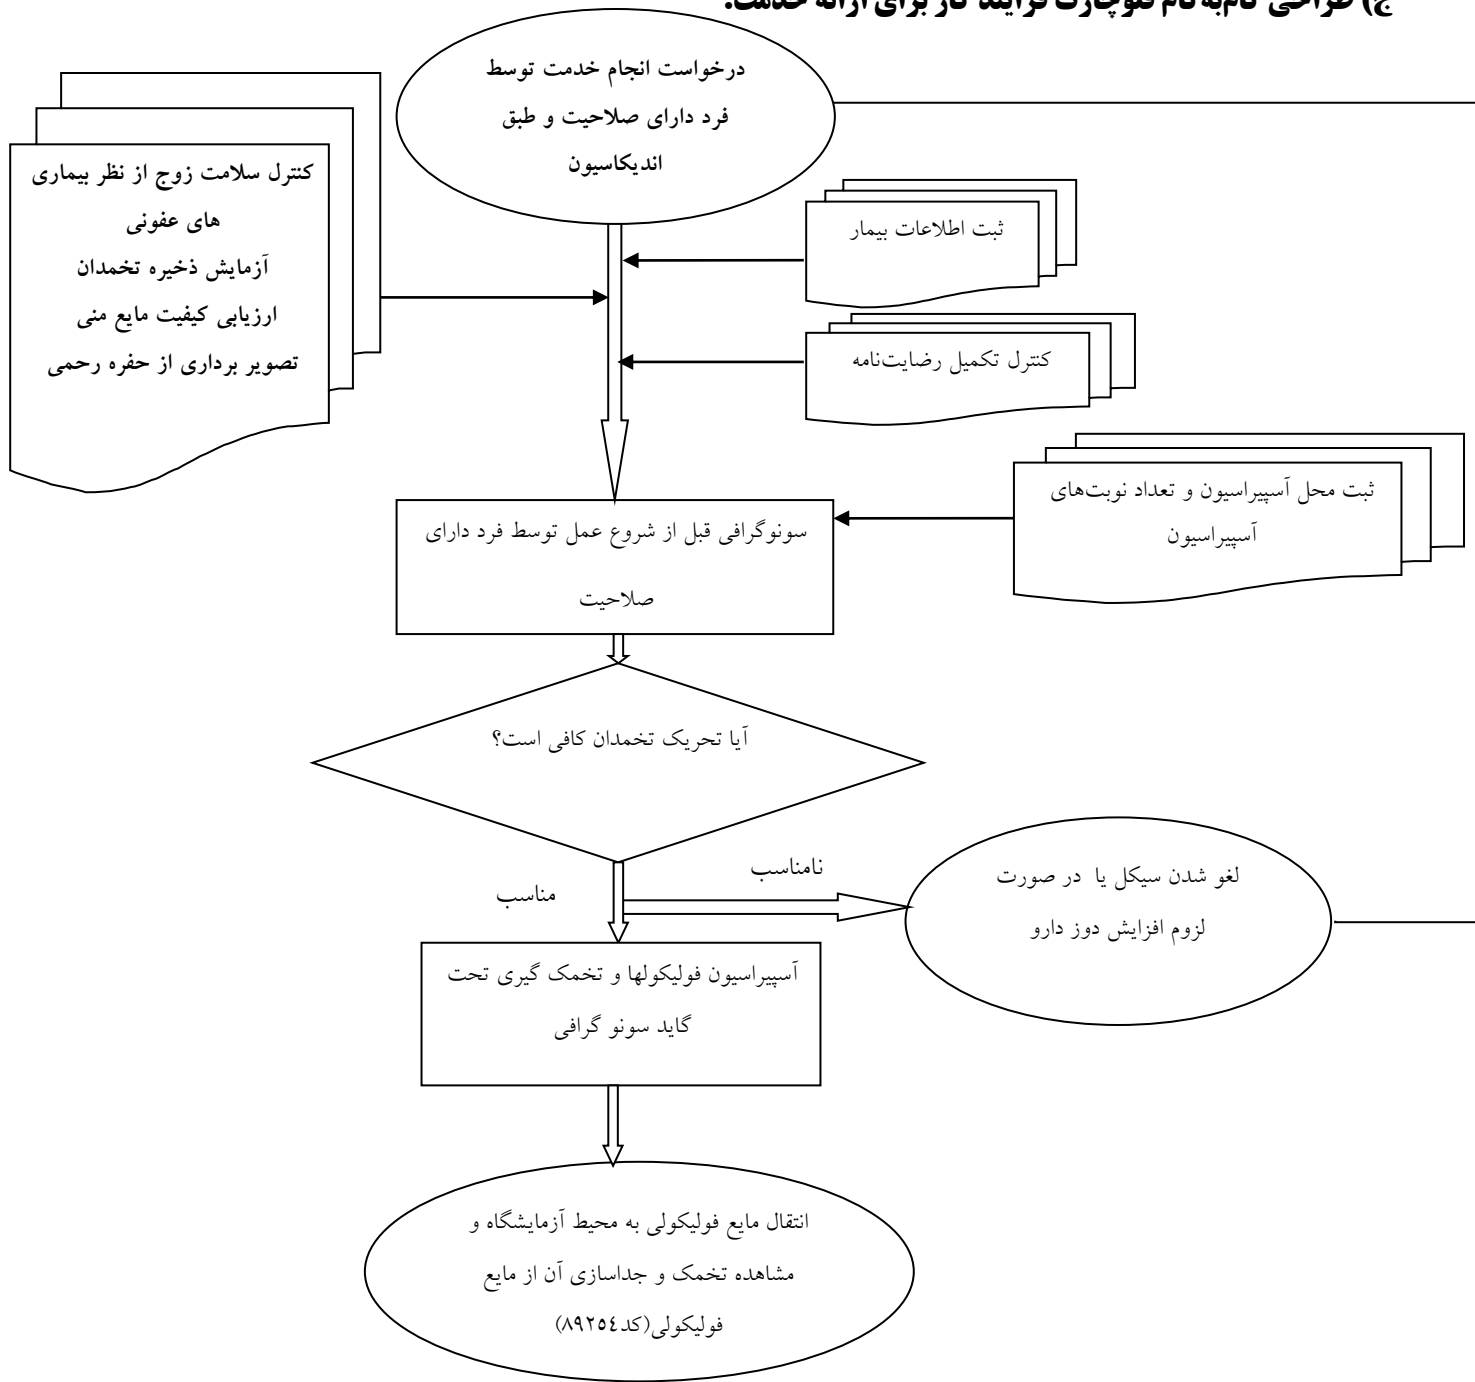 ج) طراحی گام‌به‌گام فلوچارت فرایند کار برای ارائه خدمت:
درخواست انجام خدمت توسط
فرد دارای صلاحیت و طبق
اندیکاسیون
کنترل سلامت زوج از نظر بیماری
های عفونی
آزمایش ذخیره تخمدان
ارزیابی کیفیت مایع منی
تصویر برداری از حفره رحمی
ثبت اطلاعات بیمار
کنترل تکمیل رضایت‌نامه
ثبت محل آسپیراسیون و تعداد نوبت‌های
آسپیراسیون
سونوگرافی قبل از شروع عمل توسط فرد دارای
صلاحیت
آیا تحریک تخمدان کافی است؟
نامناسب
مناسب
لغو شدن سیکل یا در صورت
لزوم افزایش دوز دارو
آسپیراسیون فولیکولها و تخمک گیری تحت
گاید سونو گرافی
انتقال مایع فولیکولی به محیط آزمایشگاه و
مشاهده تخمک و جداسازی آن از مایع
فولیکولی(کد۸۹۲۵٤)